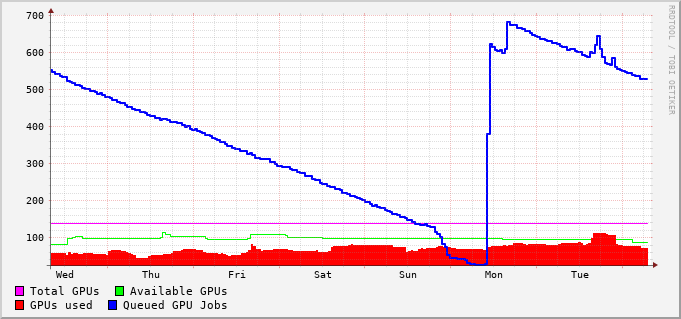 700
600
500
400
300
200
100
Wed Thu Fri Sat Sun Mon Tue
Total GPUs Available GPUs
GPUs used Queued GPU Jobs
RRDTOOL / TOBI OETIKER